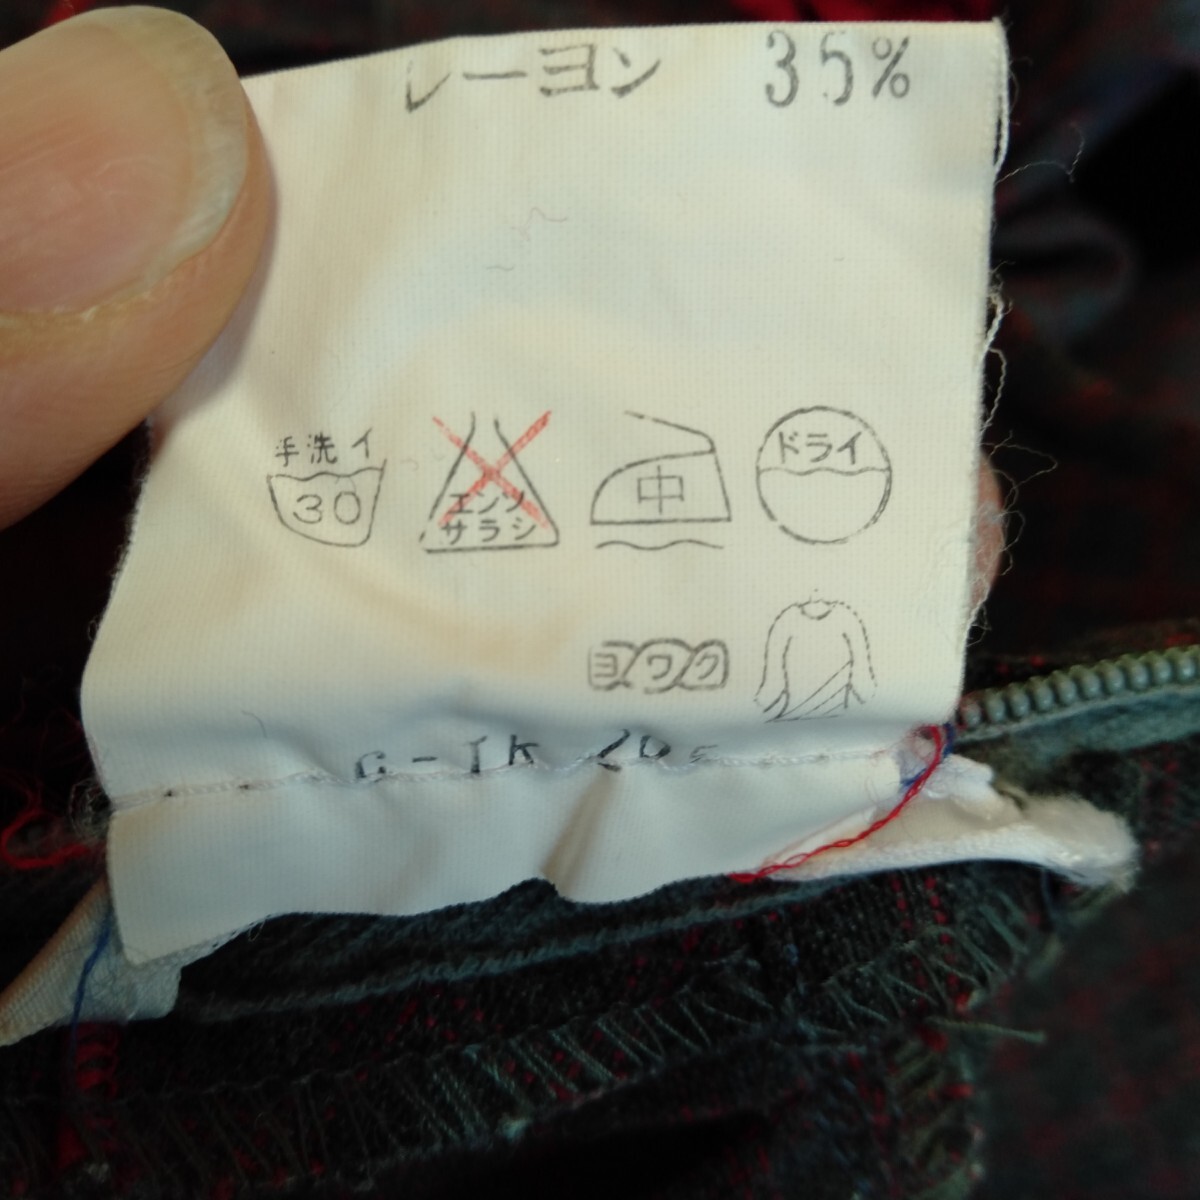 レーヨン 35%
手洗イ ドライ
30 エンソ 中
サラシ
ヨワク